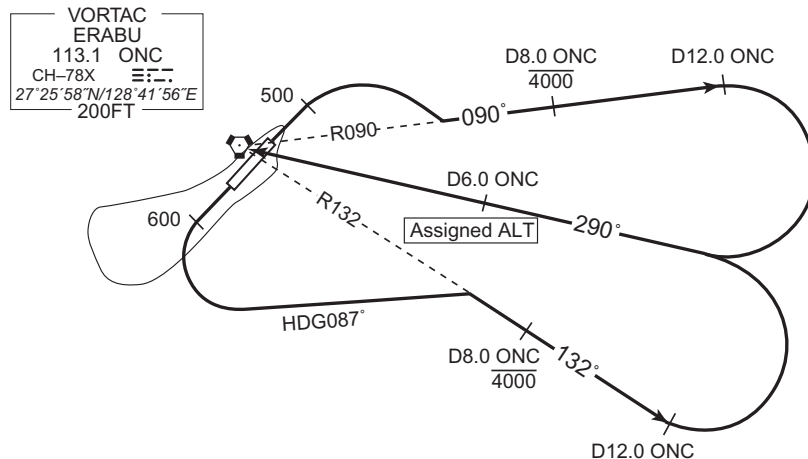 VORTAC
ERABU
113.1 ONC
CH–78X
27°25´58˝N/128°41´56˝E
200FT
500
R090
090°
D8.0 ONC
4000
D12.0 ONC
D6.0 ONC
Assigned ALT
290°
R132
600
HDG087°
D8.0 ONC
4000
132°
D12.0 ONC